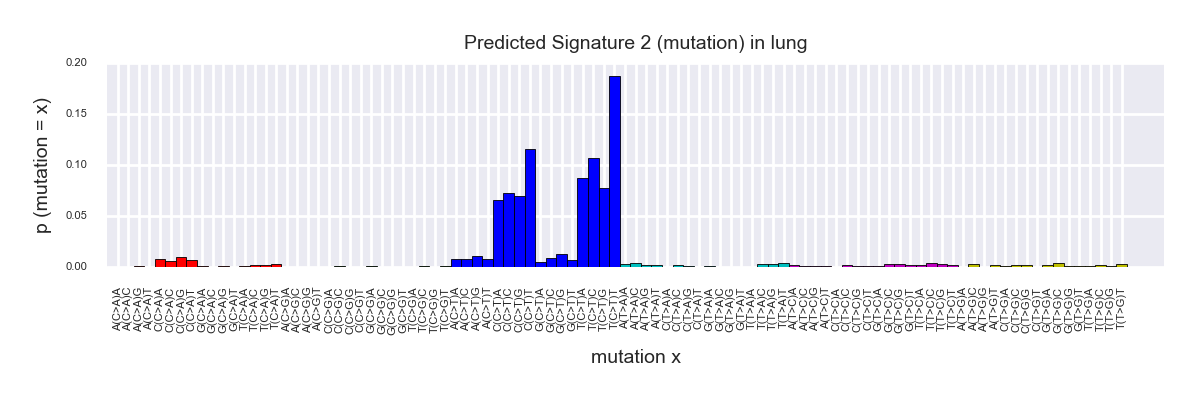 Predicted Signature 2 (mutation) in lung
p (mutation = x)
0.20
0.15
0.10
0.05
0.00
A(C>A)A
A(C>A)C
A(C>A)G
A(C>A)T
C(C>A)A
C(C>A)C
C(C>A)G
C(C>A)T
G(C>A)A
G(C>A)C
G(C>A)G
G(C>A)T
T(C>A)A
T(C>A)C
T(C>A)G
T(C>A)T
A(C>G)A
A(C>G)C
A(C>G)G
A(C>G)T
C(C>G)A
C(C>G)C
C(C>G)G
C(C>G)T
G(C>G)A
G(C>G)C
G(C>G)G
G(C>G)T
T(C>G)A
T(C>G)C
T(C>G)G
T(C>G)T
A(C>T)A
A(C>T)C
A(C>T)G
A(C>T)T
C(C>T)A
C(C>T)C
C(C>T)G
C(C>T)T
G(C>T)A
G(C>T)C
G(C>T)G
G(C>T)T
T(C>T)A
T(C>T)C
T(C>T)G
T(C>T)T
A(T>A)A
A(T>A)C
A(T>A)G
A(T>A)T
C(T>A)A
C(T>A)C
C(T>A)G
C(T>A)T
G(T>A)A
G(T>A)C
G(T>A)G
G(T>A)T
T(T>A)A
T(T>A)C
T(T>A)G
T(T>A)T
A(T>C)A
A(T>C)C
A(T>C)G
A(T>C)T
C(T>C)A
C(T>C)C
C(T>C)G
C(T>C)T
G(T>C)A
G(T>C)C
G(T>C)G
G(T>C)T
T(T>C)A
T(T>C)C
T(T>C)G
T(T>C)T
A(T>G)A
A(T>G)C
A(T>G)G
A(T>G)T
C(T>G)A
C(T>G)C
C(T>G)G
C(T>G)T
G(T>G)A
G(T>G)C
G(T>G)G
G(T>G)T
T(T>G)A
T(T>G)C
T(T>G)G
T(T>G)T
mutation x